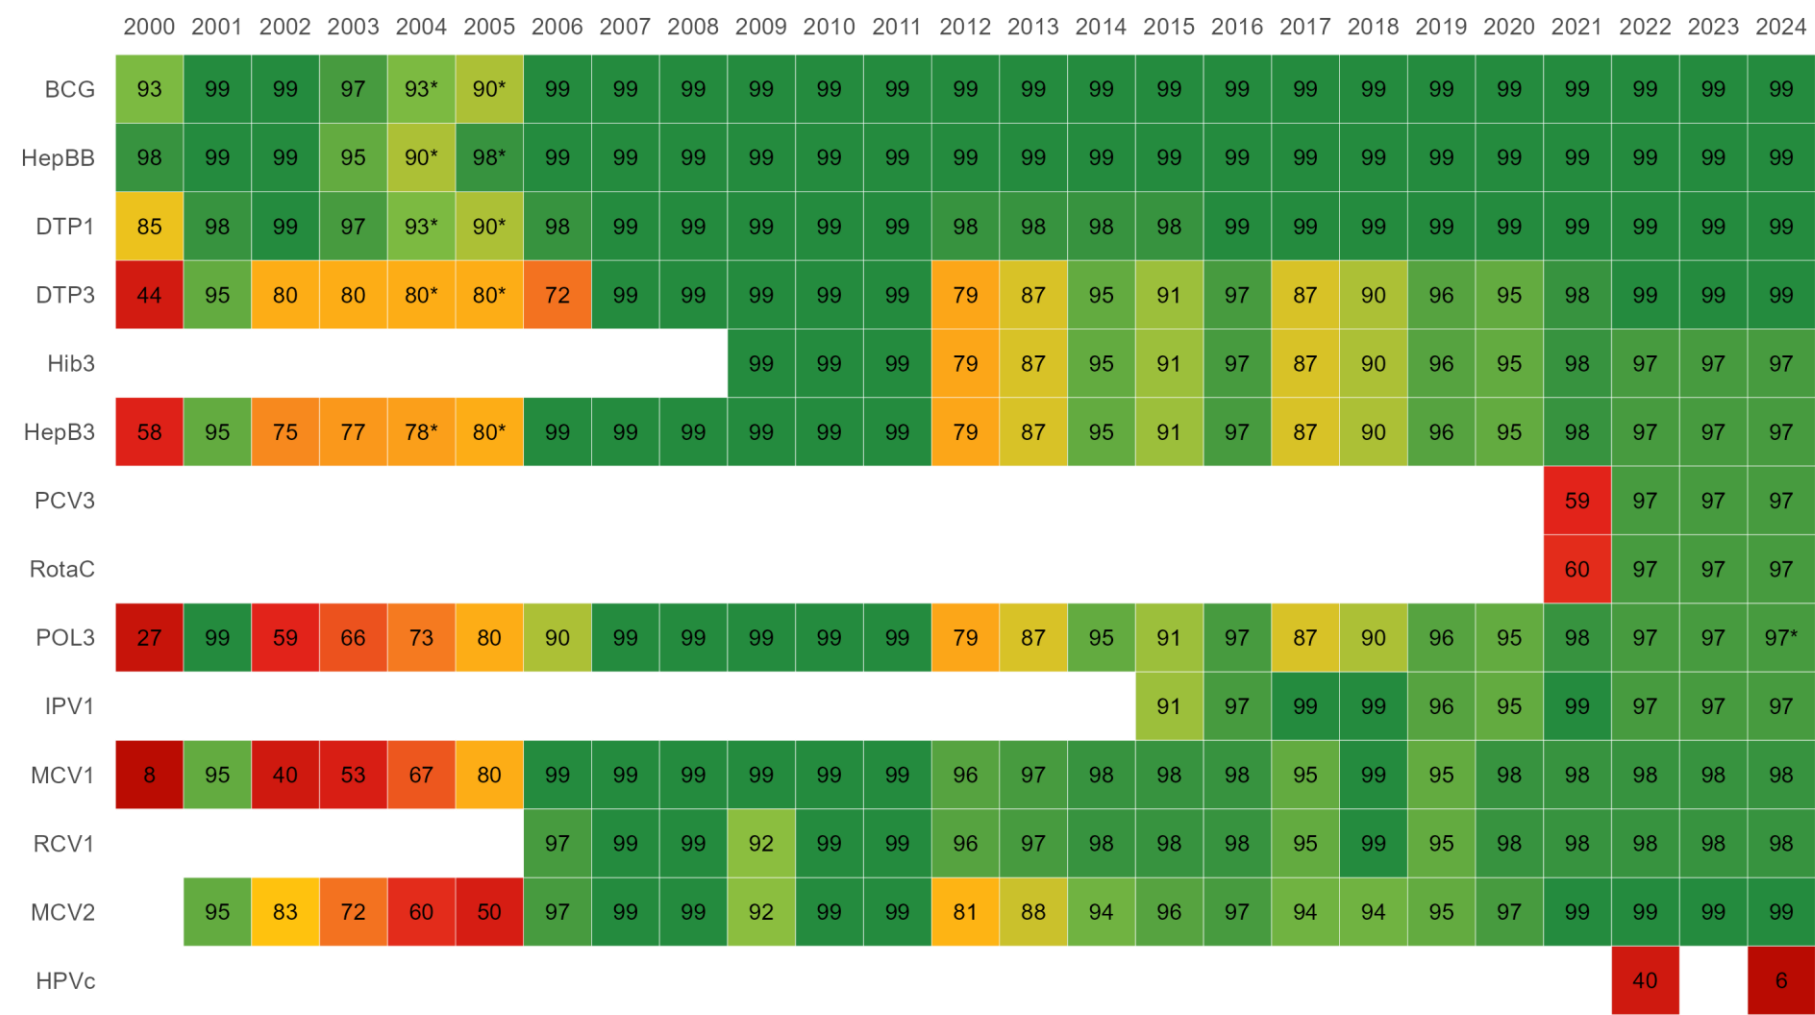 2000 2001 2002 2003 2004 2005 2006 2007 2008 2009 2010 2011 2012 2013 2014 2015 2016 2017 2018 2019 2020 2021 2022 2023 2024
BCG 93 99 99 97 93* 90* 99 99 99 99 99 99 99 99 99 99 99 99 99 99 99 99 99 99 99
HepBB 98 99 99 95 90* 98* 99 99 99 99 99 99 99 99 99 99 99 99 99 99 99 99 99 99 99
DTP1 85 98 99 97 93* 90* 98 99 99 99 99 99 98 98 98 98 99 99 99 99 99 99 99 99 99
DTP3 44 95 80 80 80* 80* 72 99 99 99 99 99 79 87 95 91 97 87 90 96 95 98 99 99 99
Hib3 99 99 99 79 87 95 91 97 87 90 96 95 98 97 97 97
HepB3 58 95 75 77 78* 80* 99 99 99 99 99 99 79 87 95 91 97 87 90 96 95 98 97 97 97
PCV3 59 97 97 97
RotaC 60 97 97 97
POL3 27 99 59 66 73 80 90 99 99 99 99 99 79 87 95 91 97 87 90 96 95 98 97 97 97*
IPV1 91 97 99 99 96 95 99 97 97 97
MCV1 8 95 40 53 67 80 99 99 99 99 99 99 96 97 98 98 98 95 99 95 98 98 98 98 98
RCV1 97 99 99 92 99 99 96 97 98 98 98 95 99 95 98 98 98 98 98
MCV2 95 83 72 60 50 97 99 99 92 99 99 81 88 94 96 97 94 94 95 97 99 99 99 99
HPVc 40 6